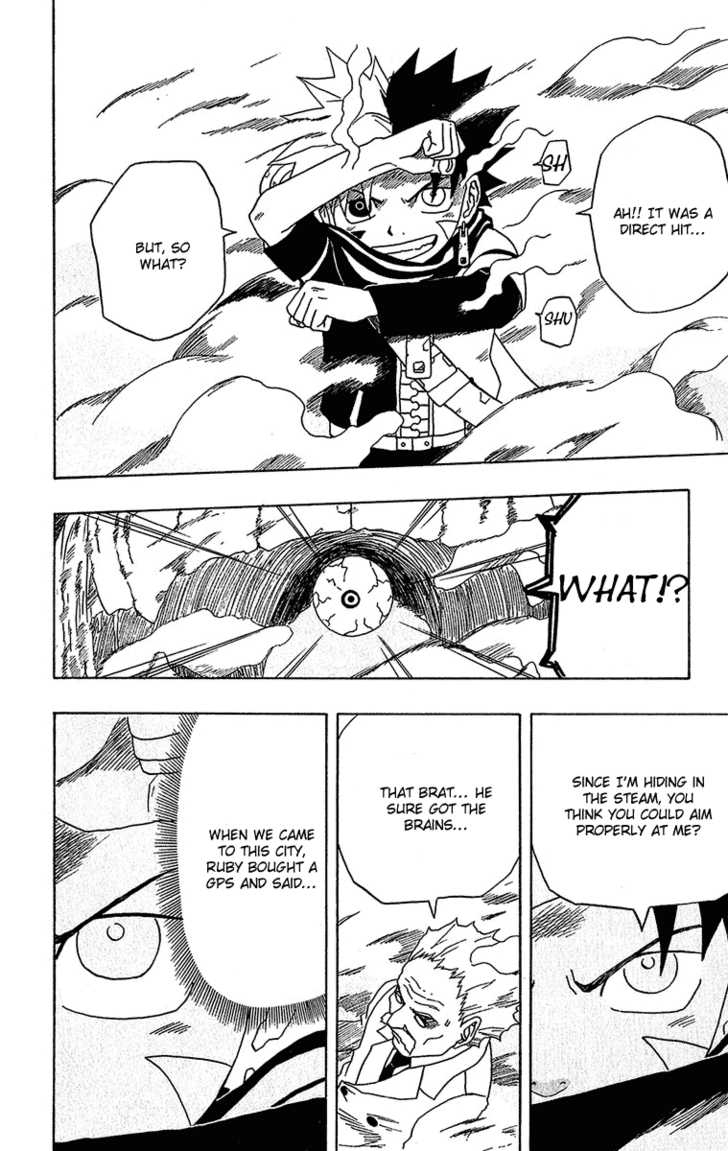 AH!! IT WAS A
DIRECT HIT...
SH
SHU
BUT, SO
WHAT?
WHAT!?
SINCE I'M HIDING IN
THE STEAM, YOU
THINK YOU COULD AIM
PROPERLY AT ME?
THAT BRAT... HE
SURE GOT THE
BRAINS...
WHEN WE CAME
TO THIS CITY,
RUBY BOUGHT A
GPS AND SAID...